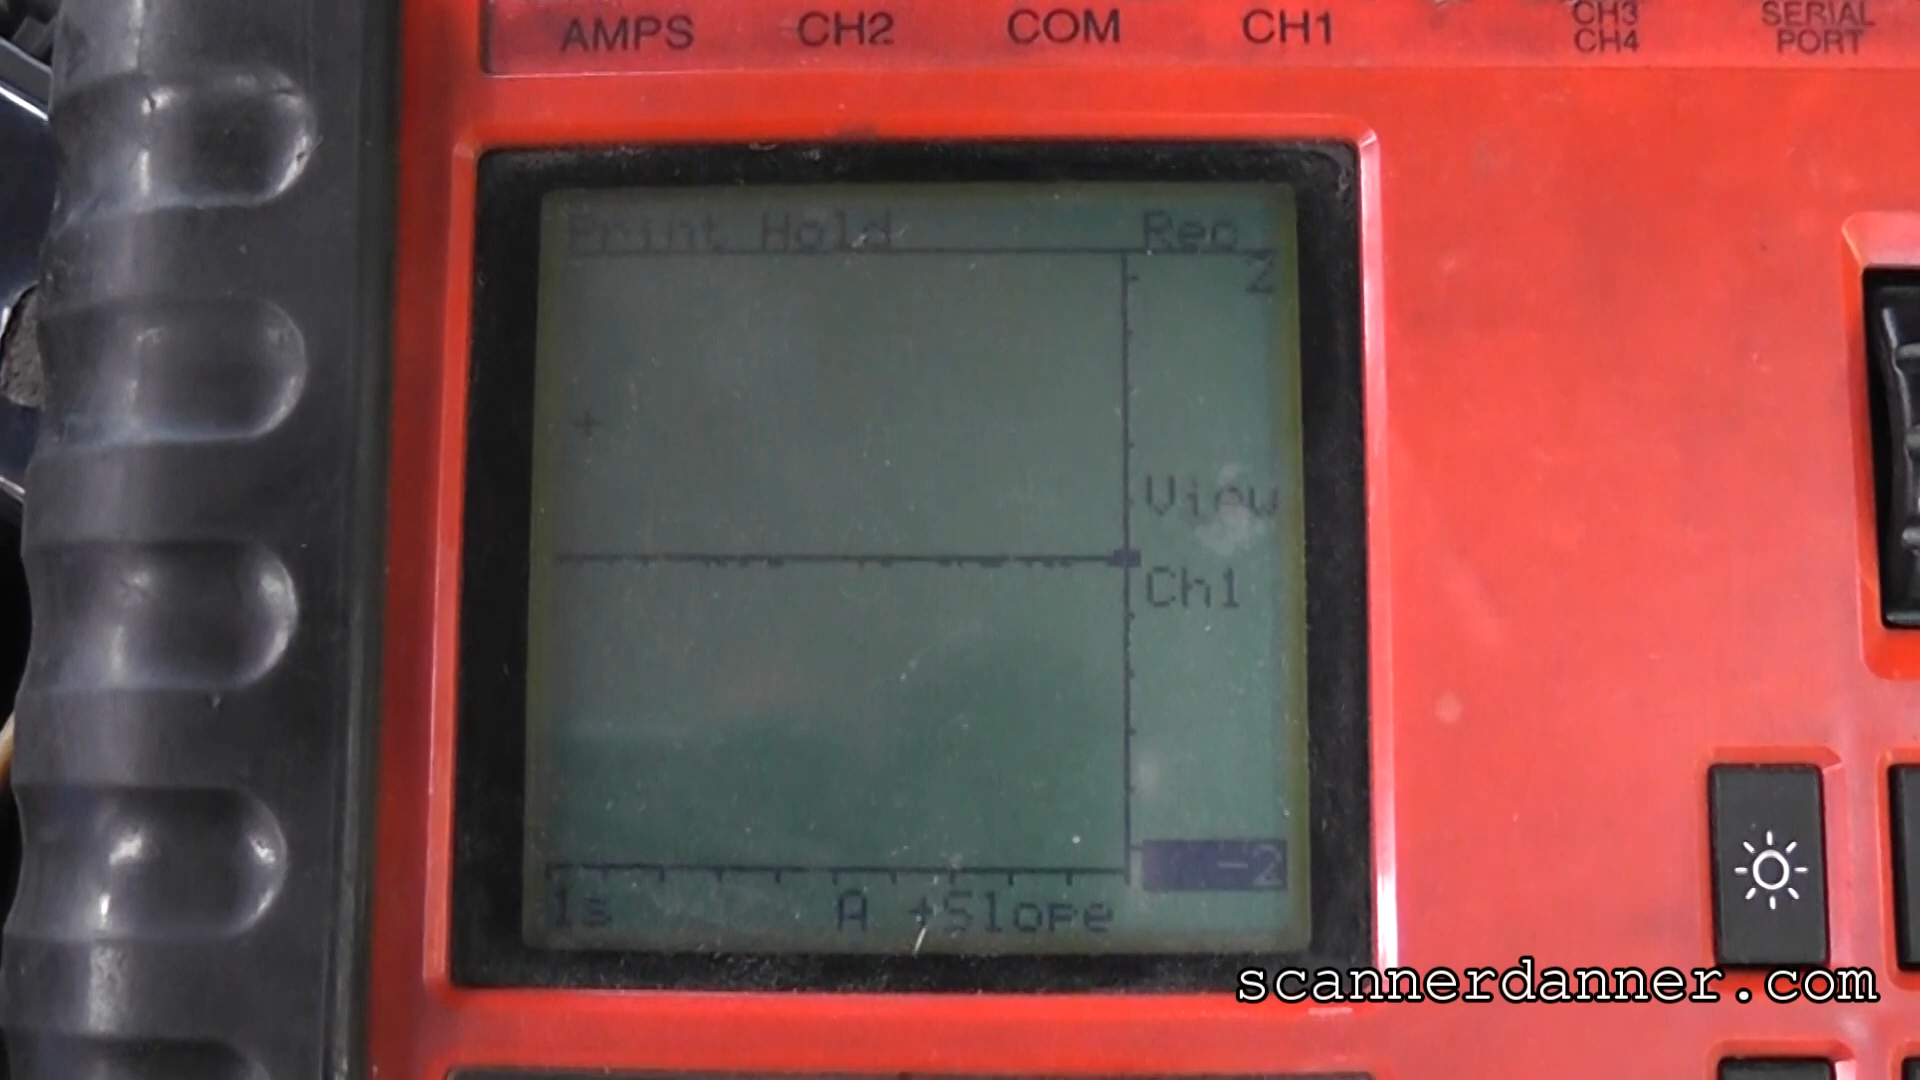 AMPS CH2 COM CH1 CH3 SERIAL
CH4 PORT
Print Hold Rec
2
View
Ch1
-2
1s A +Slope
scannerdanner.com